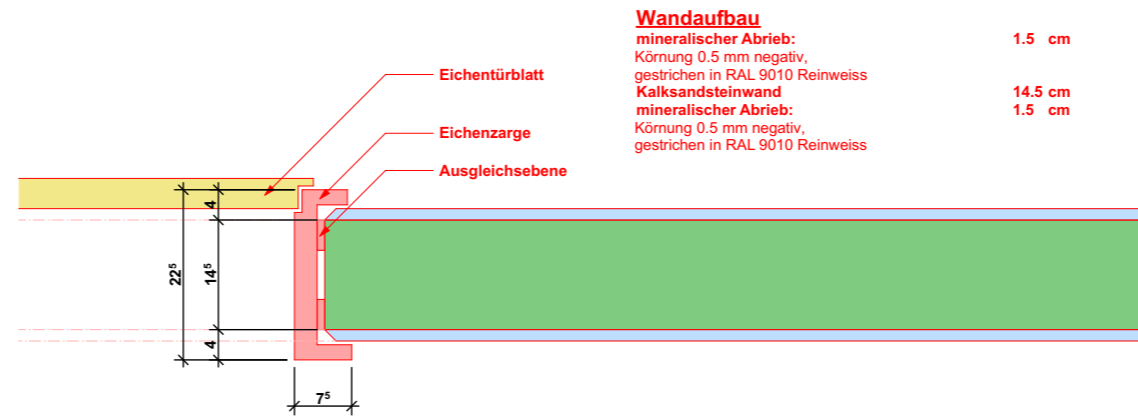 Wandaufbau
mineralischer Abrieb: 1.5 cm
Körnung 0.5 mm negativ,
gestrichen in RAL 9010 Reinweiss
Kalksandsteinwand 14.5 cm
mineralischer Abrieb: 1.5 cm
Körnung 0.5 mm negativ,
gestrichen in RAL 9010 Reinweiss
Eichentürblatt
Eichenzarge
Ausgleichsebene
4
22⁵
14⁵
4
7⁵